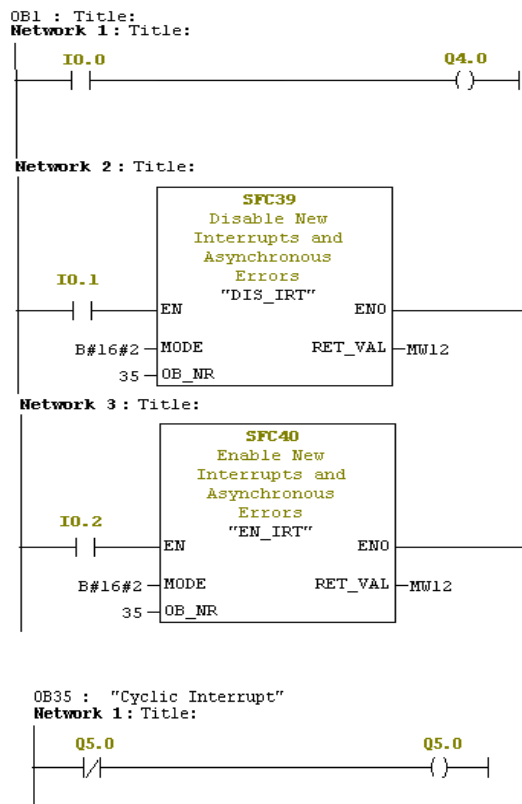 OB1 : Title:
Network 1: Title:
I0.0 Q4.0
Network 2: Title:
SFC39
Disable New
Interrupts and
Asynchronous
Errors
"DIS_IRT"
I0.1
EN ENO
B#16#2 MODE RET_VAL MW12
35 OB_NR
Network 3: Title:
SFC40
Enable New
Interrupts and
Asynchronous
Errors
"EN_IRT"
I0.2
EN ENO
B#16#2 MODE RET_VAL MW12
35 OB_NR
OB35 : "Cyclic Interrupt"
Network 1: Title:
Q5.0 Q5.0